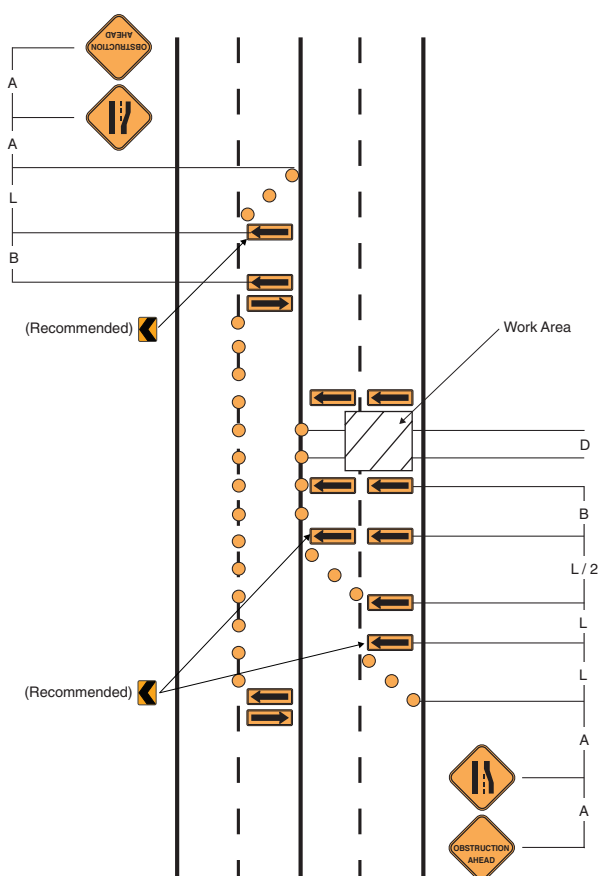 OBSTRUCTION
AHEAD
A
A
L
B
(Recommended)
Work Area
D
B
L / 2
L
L
(Recommended)
A
A
OBSTRUCTION
AHEAD